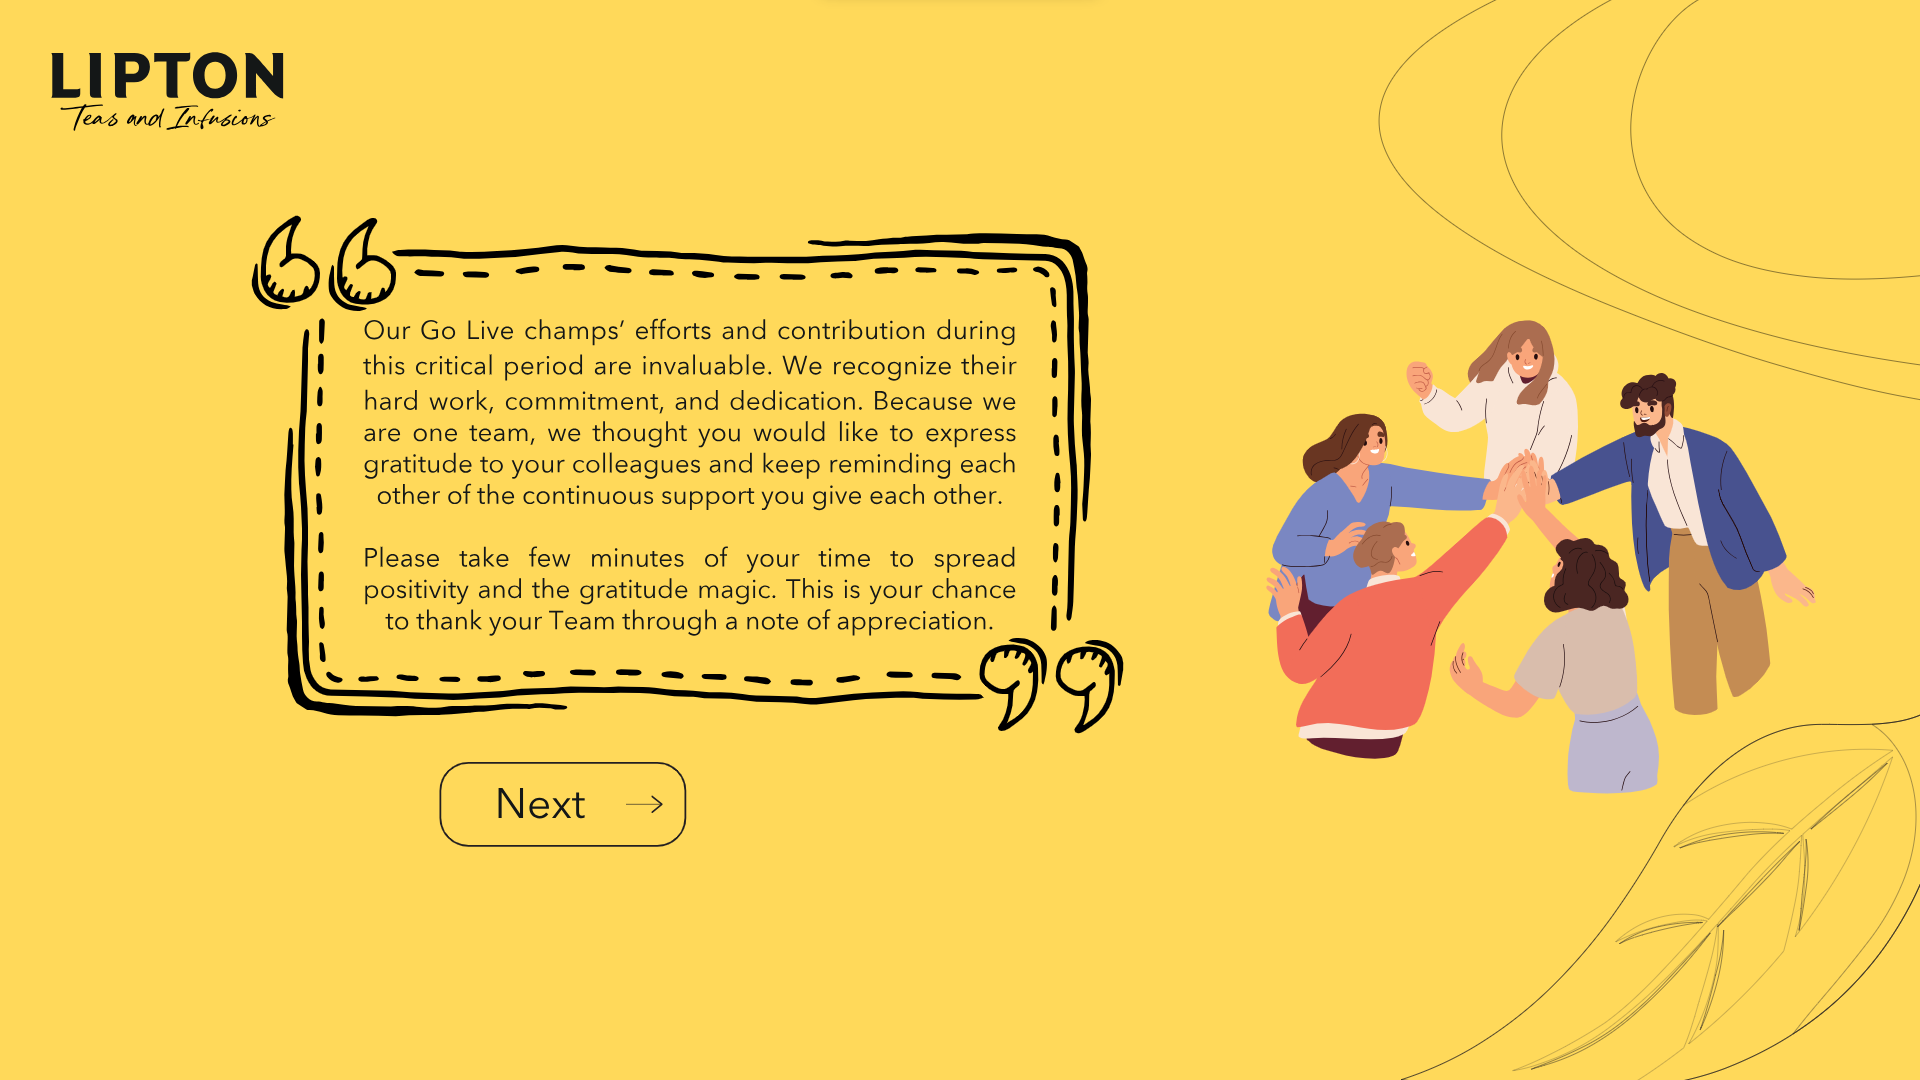 LIPTON
Teas and Infusions
Our Go Live champs’ efforts and contribution during
this critical period are invaluable. We recognize their
hard work, commitment, and dedication. Because we
are one team, we thought you would like to express
gratitude to your colleagues and keep reminding each
other of the continuous support you give each other.
Please take few minutes of your time to spread
positivity and the gratitude magic. This is your chance
to thank your Team through a note of appreciation.
Next